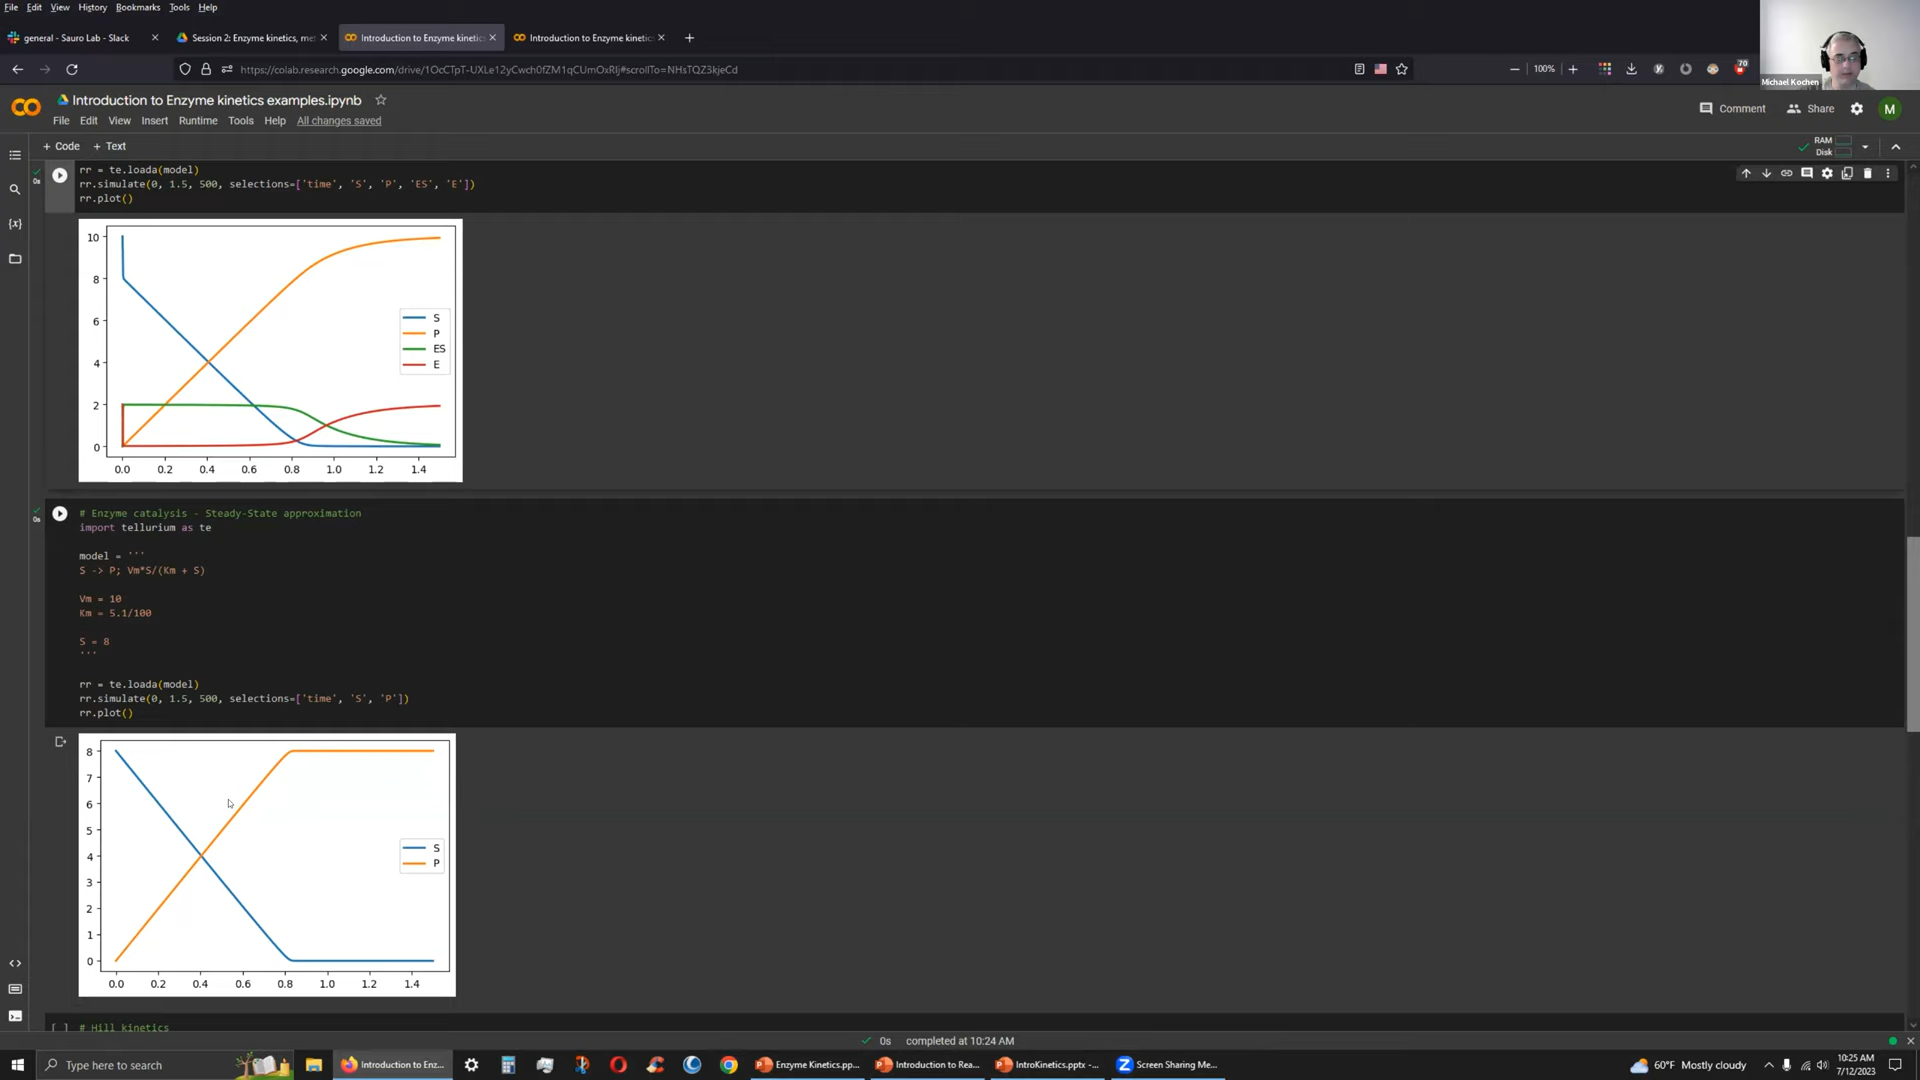 File Edit View History Bookmarks Tools Help
general - Sauro Lab - Slack
Session 2: Enzyme kinetics, me
Introduction to Enzyme kinetic
Introduction to Enzyme kinetic
https://colab.research.google.com/drive/1OcCTpT-UXLe12yCwch0fZM1qCUmOxRIj#scrollTo=NHsTQZ3kjeCd
100%
70
Michael Kochen
Introduction to Enzyme kinetics examples.ipynb
Comment
Share
M
File Edit View Insert Runtime Tools Help All changes saved
+ Code + Text
RAM
Disk
0s
rr = te.loada(model)
rr.simulate(0, 1.5, 500, selections=['time', 'S', 'P', 'ES', 'E'])
rr.plot()
10
8
6
4
2
0
S
P
ES
E
0.0 0.2 0.4 0.6 0.8 1.0 1.2 1.4
0s
# Enzyme catalysis - Steady-State approximation
import tellurium as te
model = '''
S -> P; Vm*S/(Km + S)
Vm = 10
Km = 5.1/100
S = 8
'''
rr = te.loada(model)
rr.simulate(0, 1.5, 500, selections=['time', 'S', 'P'])
rr.plot()
8
7
6
5
4
3
2
1
0
S
P
0.0 0.2 0.4 0.6 0.8 1.0 1.2 1.4
[ ] # Hill kinetics
0s completed at 10:24 AM
Type here to search
Introduction to Enz...
Enzyme Kinetics.pp...
Introduction to Rea...
IntroKinetics.pptx -...
Screen Sharing Me...
60°F Mostly cloudy
10:25 AM
7/12/2023